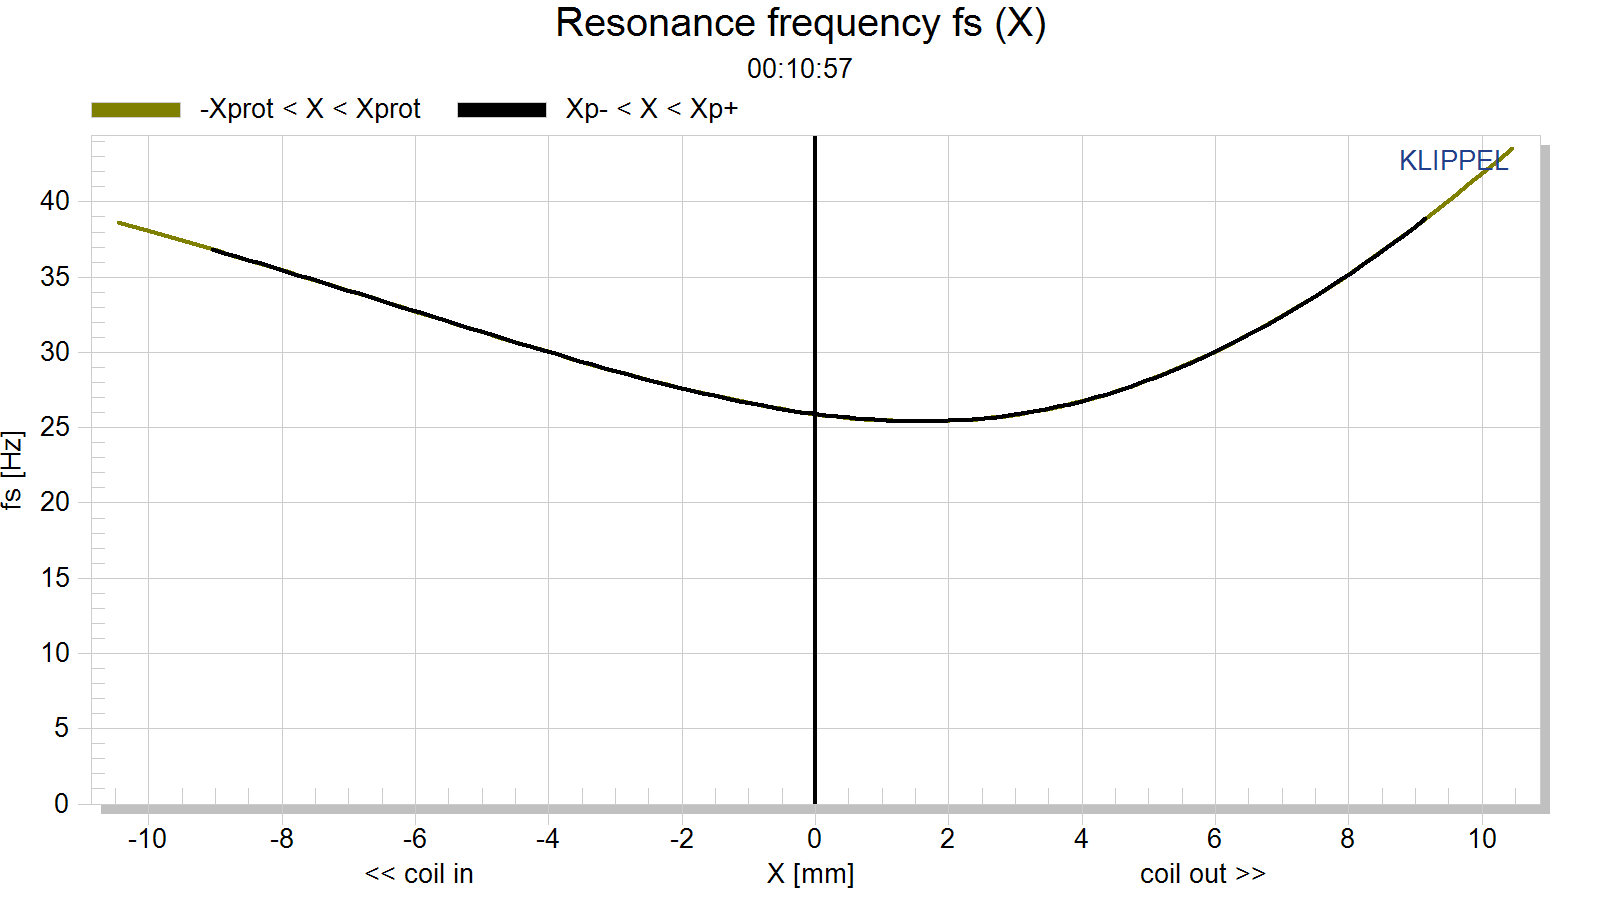 Resonance frequency fs (X)
00:10:57
-Xprot < X < Xprot
Xp- < X < Xp+
KLIPPEL
40
35
30
25
20
15
10
5
0
fs [Hz]
-10 -8 -6 -4 -2 0 2 4 6 8 10
<< coil in X [mm] coil out >>